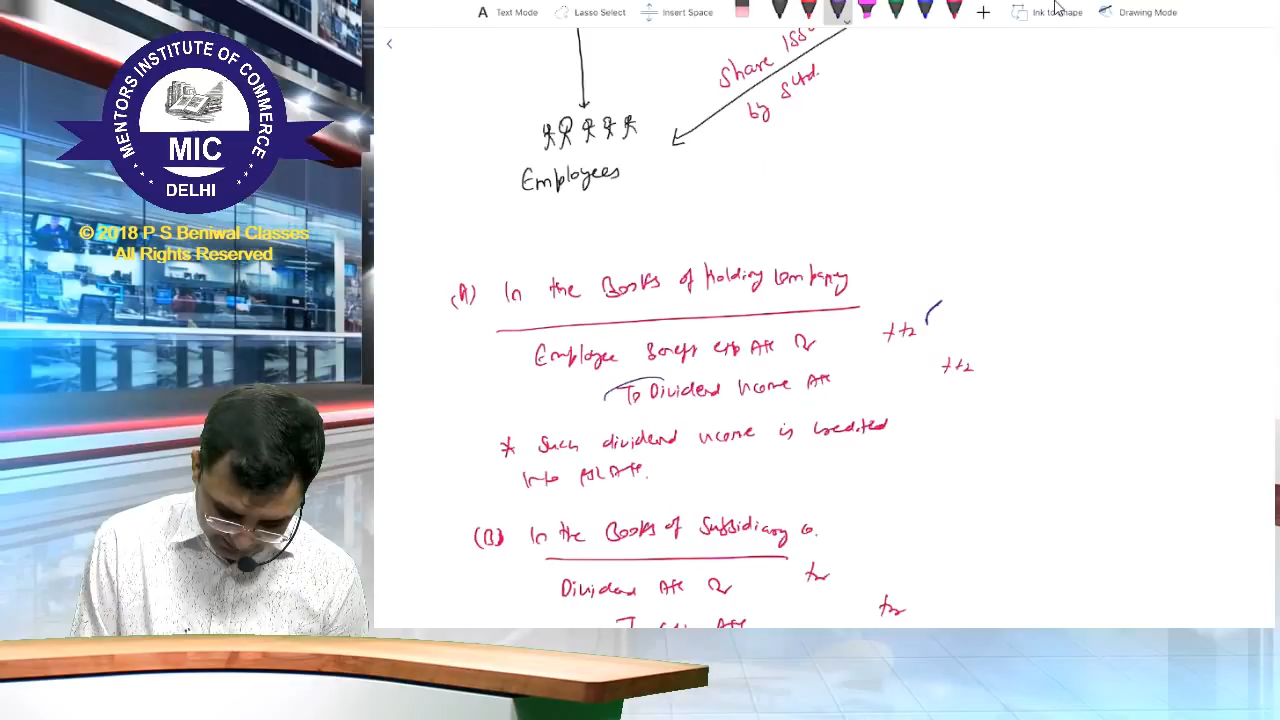 Text Mode
Lasso Select
Insert Space
Ink to Shape
Drawing Mode
MENTORS INSTITUTE OF COMMERCE
MIC
DELHI
© 2018 P S Beniwal Classes
All Rights Reserved
Share Iss
by S Ltd.
Employees
(A) In the Books of Holding Company
Employee Benefit exp A/c Dr
To Dividend Income A/c
* Such dividend income is credited
into P&L A/c.
(B) In the Books of Subsidiary Co.
Dividend A/c Dr